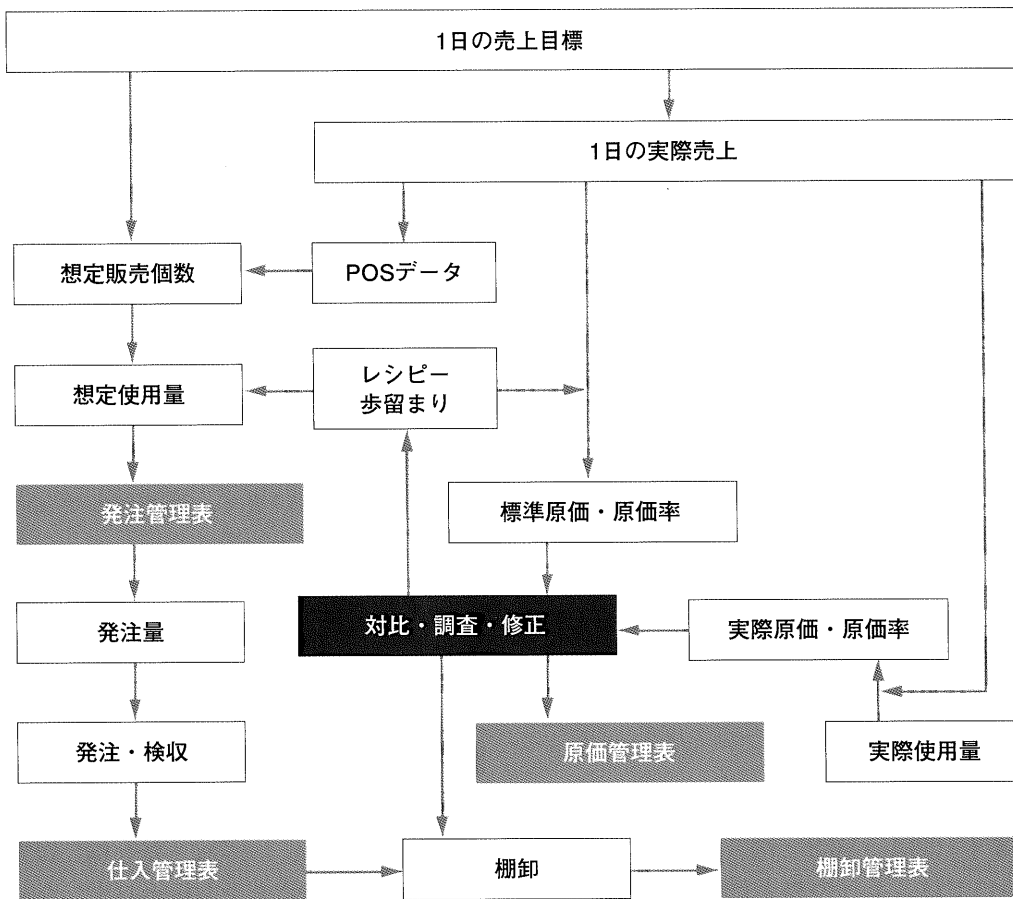 1日の売上目標
1日の実際売上
想定販売個数
POSデータ
想定使用量
レシピー
歩留まり
発注管理表
標準原価・原価率
発注量
対比・調査・修正
実際原価・原価率
発注・検収
原価管理表
実際使用量
仕入管理表
棚卸
棚卸管理表